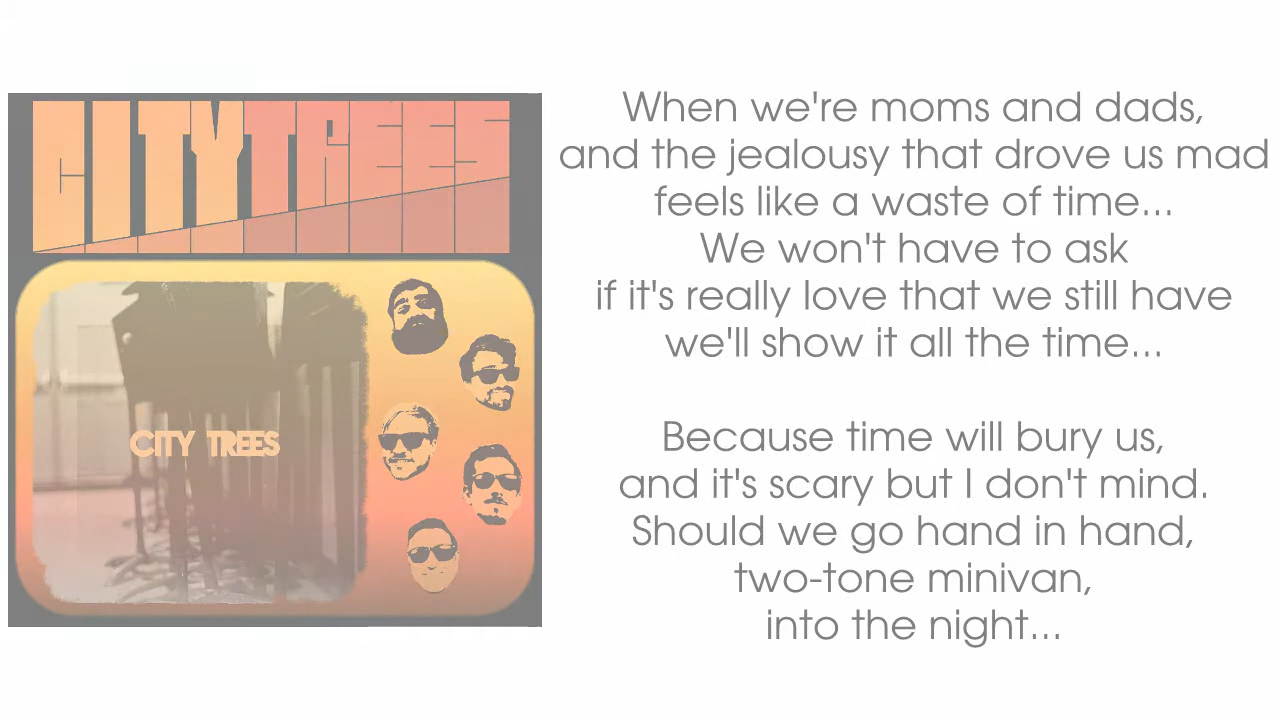 CITYTREES
CITY TREES
When we're moms and dads,
and the jealousy that drove us mad
feels like a waste of time...
We won't have to ask
if it's really love that we still have
we'll show it all the time...
Because time will bury us,
and it's scary but I don't mind.
Should we go hand in hand,
two-tone minivan,
into the night...